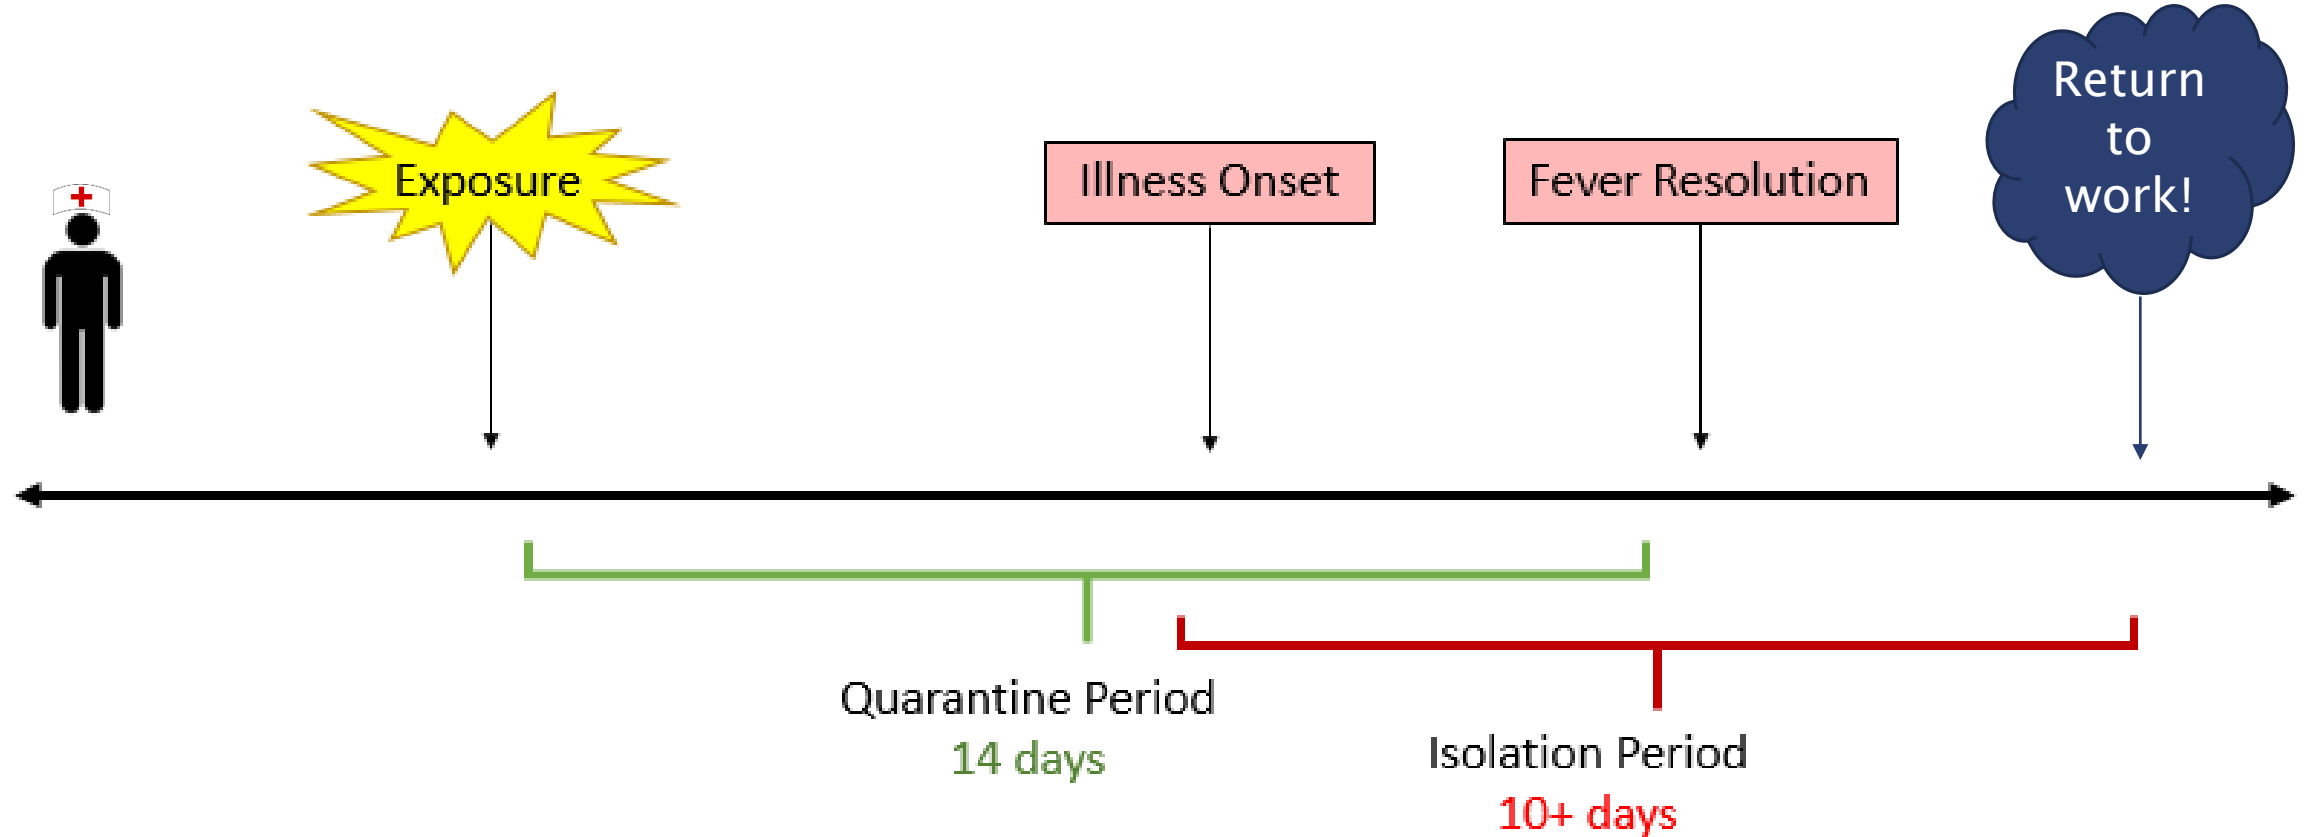 Exposure
Illness Onset
Fever Resolution
Return
to
work!
Quarantine Period
14 days
Isolation Period
10+ days